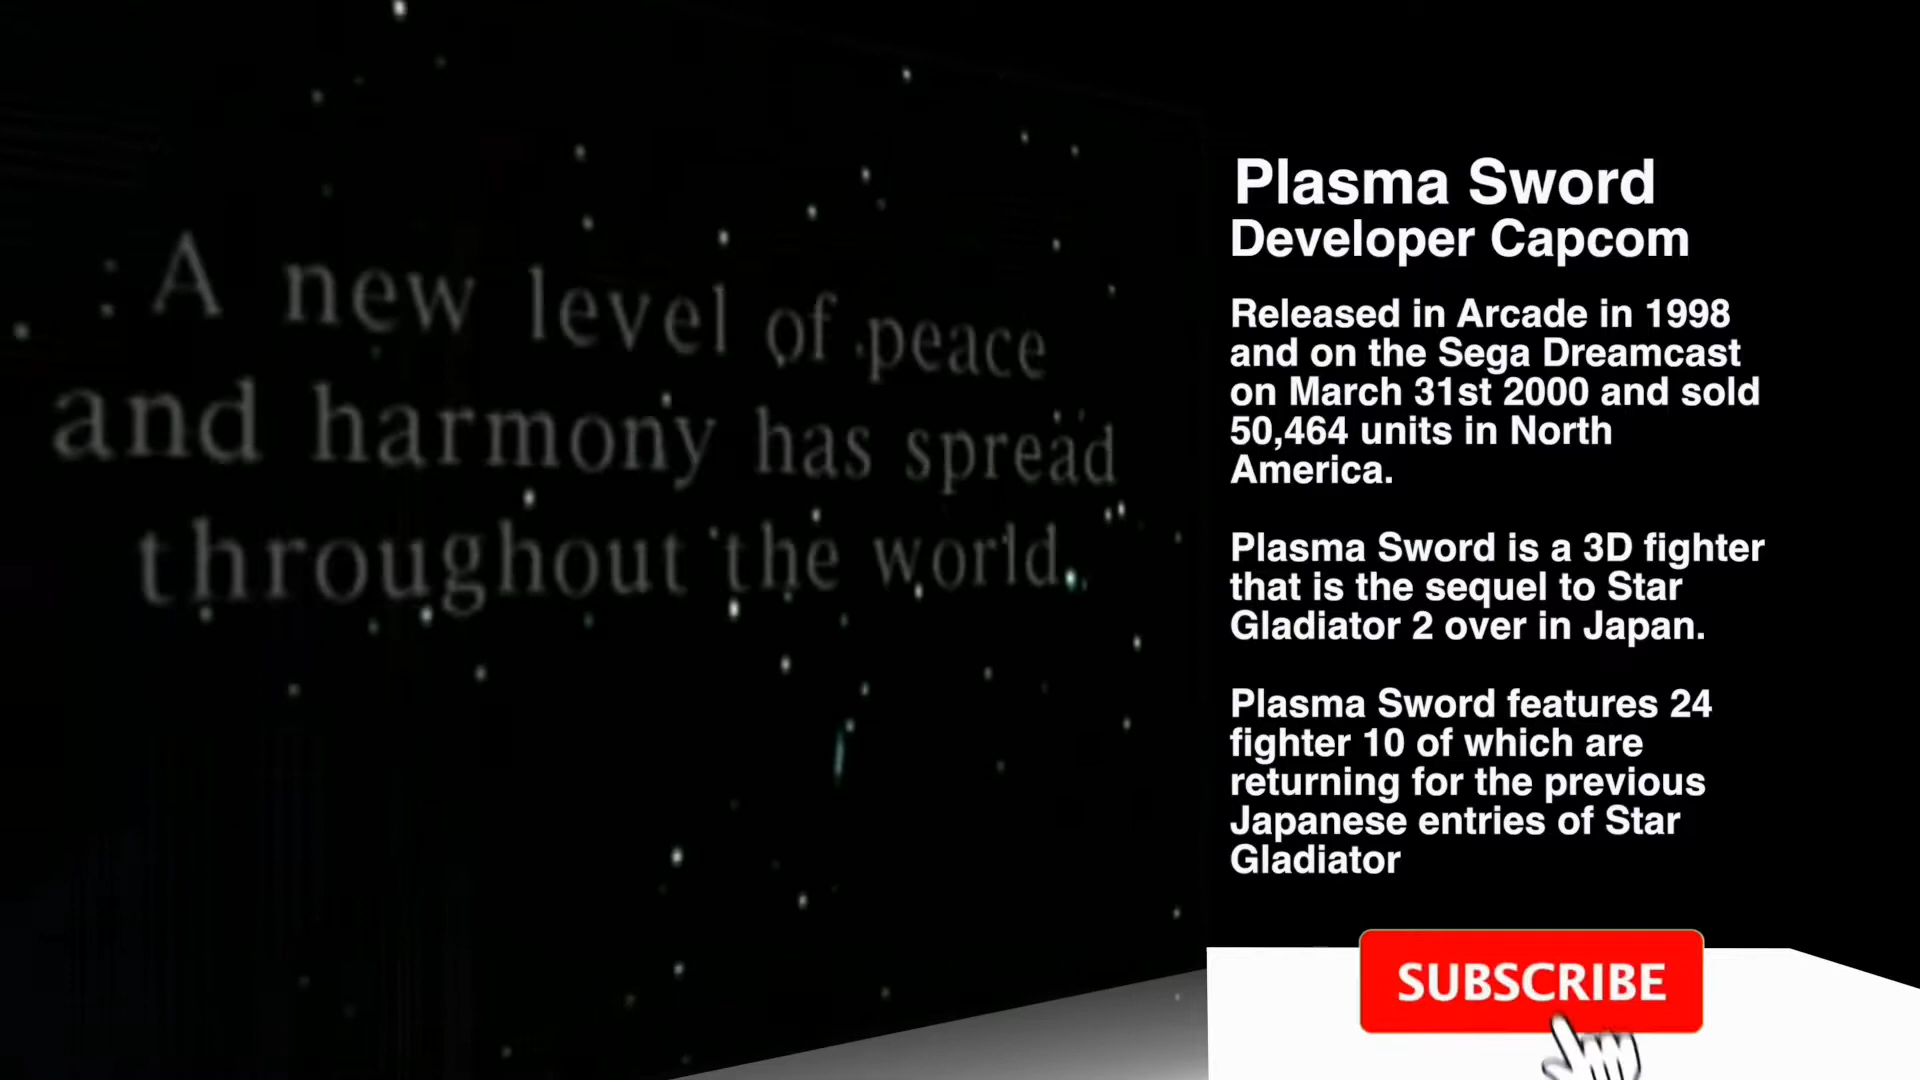 A new level of peace
and harmony has spread
throughout the world.
Plasma Sword
Developer Capcom
Released in Arcade in 1998
and on the Sega Dreamcast
on March 31st 2000 and sold
50,464 units in North
America.
Plasma Sword is a 3D fighter
that is the sequel to Star
Gladiator 2 over in Japan.
Plasma Sword features 24
fighter 10 of which are
returning for the previous
Japanese entries of Star
Gladiator
SUBSCRIBE